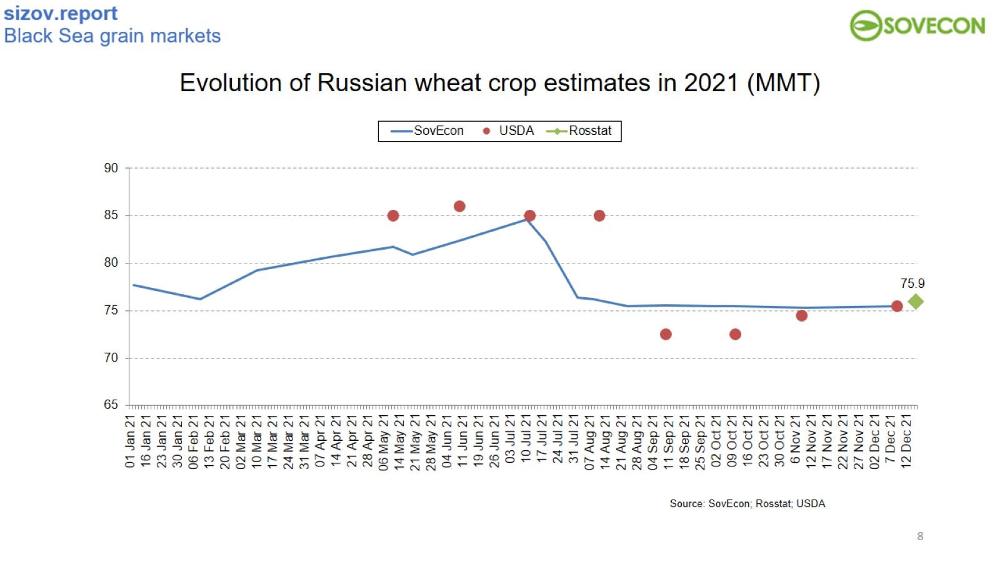 sizov.report
Black Sea grain markets
SOVECON
Evolution of Russian wheat crop estimates in 2021 (MMT)
SovEcon USDA Rosstat
90
85
80
75
70
65
75.9
01 Jan 21
16 Jan 21
23 Jan 21
30 Jan 21
06 Feb 21
13 Feb 21
20 Feb 21
02 Mar 21
10 Mar 21
17 Mar 21
24 Mar 21
31 Mar 21
07 Apr 21
14 Apr 21
21 Apr 21
28 Apr 21
06 May 21
14 May 21
21 May 21
28 May 21
04 Jun 21
11 Jun 21
19 Jun 21
26 Jun 21
03 Jul 21
10 Jul 21
17 Jul 21
24 Jul 21
31 Jul 21
07 Aug 21
14 Aug 21
21 Aug 21
28 Aug 21
04 Sep 21
11 Sep 21
18 Sep 21
25 Sep 21
02 Oct 21
09 Oct 21
16 Oct 21
23 Oct 21
30 Oct 21
6 Nov 21
12 Nov 21
17 Nov 21
22 Nov 21
27 Nov 21
02 Dec 21
7 Dec 21
12 Dec 21
Source: SovEcon; Rosstat; USDA
8